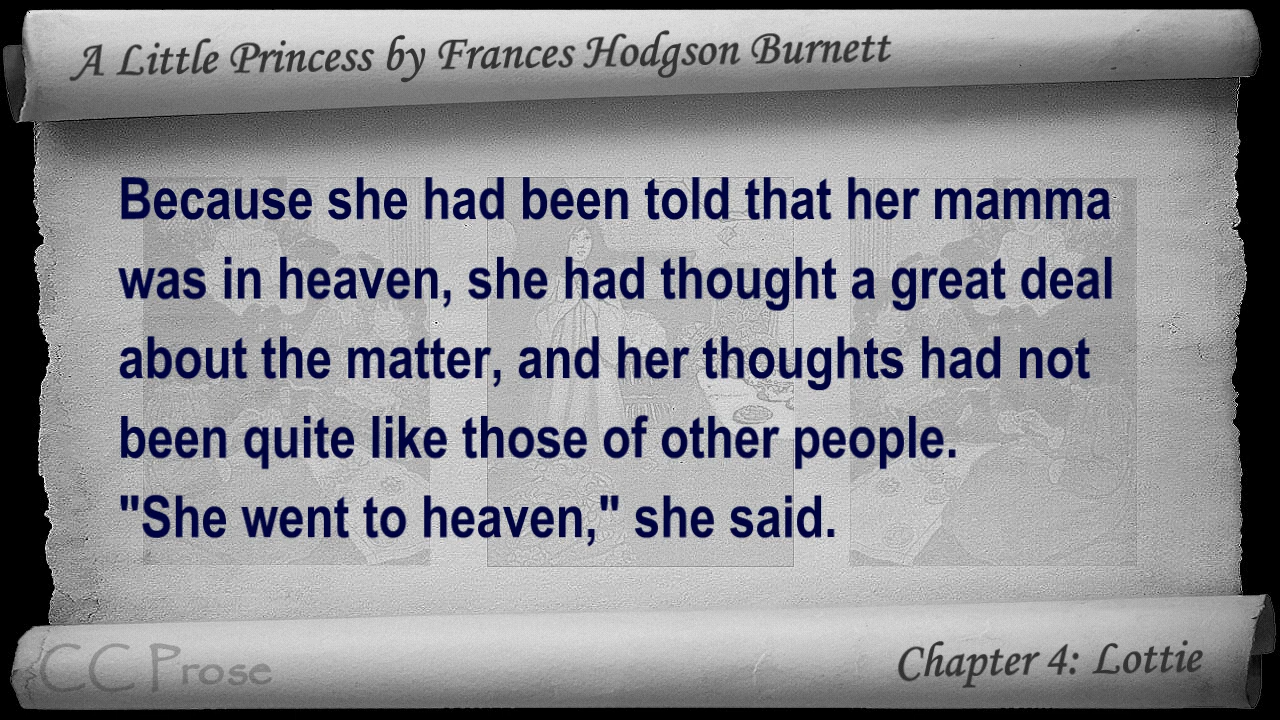 A Little Princess by Frances Hodgson Burnett
Because she had been told that her mamma
was in heaven, she had thought a great deal
about the matter, and her thoughts had not
been quite like those of other people.
"She went to heaven," she said.
CC Prose
Chapter 4: Lottie